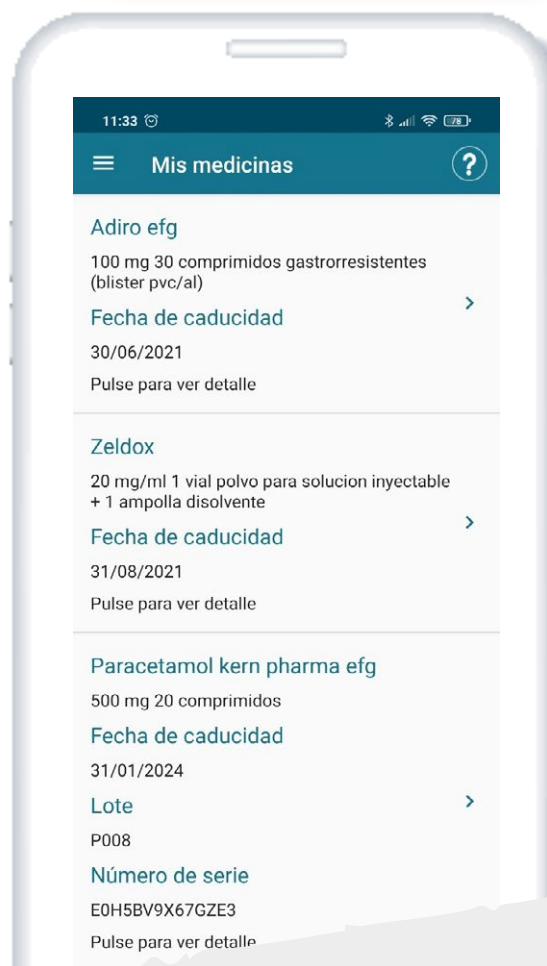 11:33
78
Mis medicinas
?
Adiro efg
100 mg 30 comprimidos gastrorresistentes
(blister pvc/al)
Fecha de caducidad
30/06/2021
Pulse para ver detalle
Zeldox
20 mg/ml 1 vial polvo para solucion inyectable
+ 1 ampolla disolvente
Fecha de caducidad
31/08/2021
Pulse para ver detalle
Paracetamol kern pharma efg
500 mg 20 comprimidos
Fecha de caducidad
31/01/2024
Lote
P008
Número de serie
E0H5BV9X67GZE3
Pulse para ver detalle